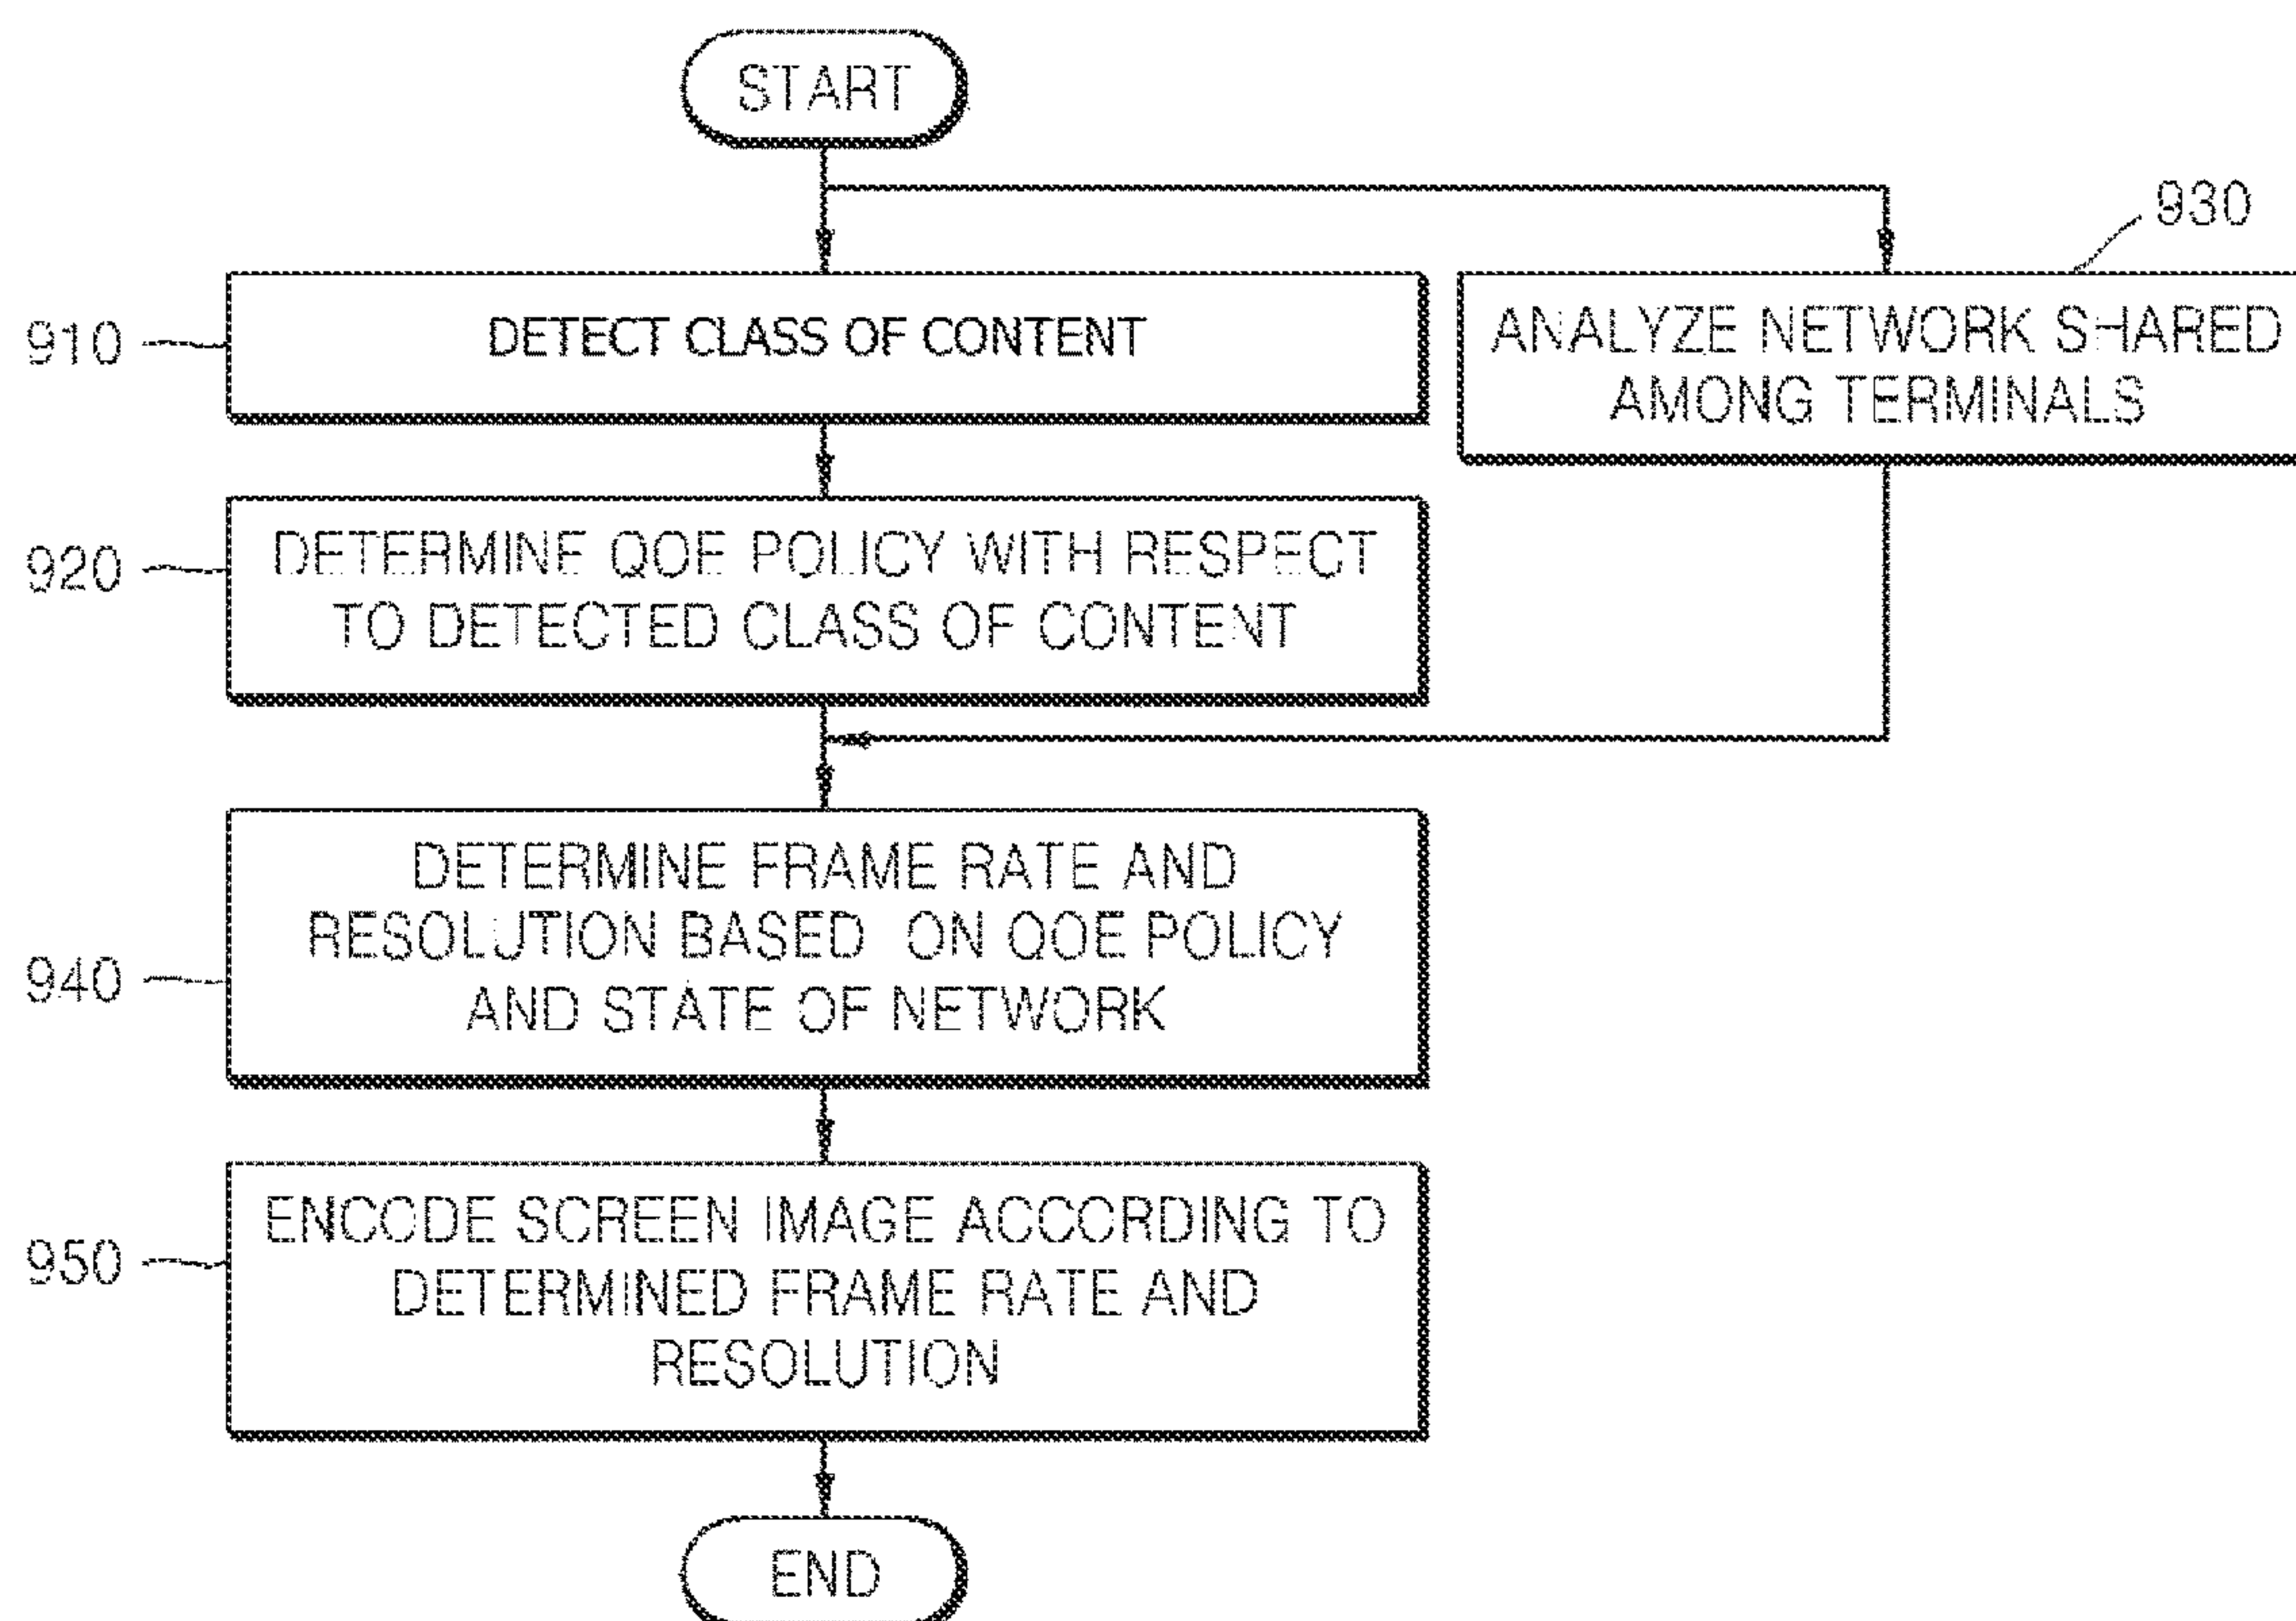 START
930
910
DETECT CLASS OF CONTENT
ANALYZE NETWORK SHARED
AMONG TERMINALS
920
DETERMINE QOE POLICY WITH RESPECT
TO DETECTED CLASS OF CONTENT
940
DETERMINE FRAME RATE AND
RESOLUTION BASED ON QOE POLICY
AND STATE OF NETWORK
950
ENCODE SCREEN IMAGE ACCORDING TO
DETERMINED FRAME RATE AND
RESOLUTION
END